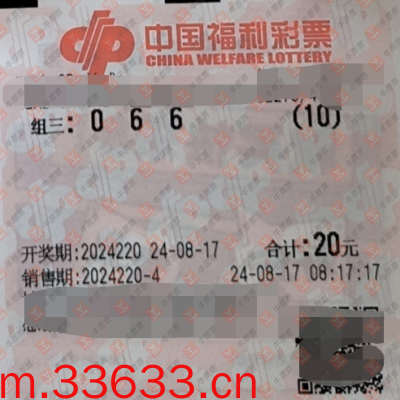 中国福利彩票
CHINA WELFARE LOTTERY
组三: 0 6 6 (10)
开奖期:2024220 24-08-17 合计:20元
销售期:2024220-4 24-08-17 08:17:17
m.33633.cn